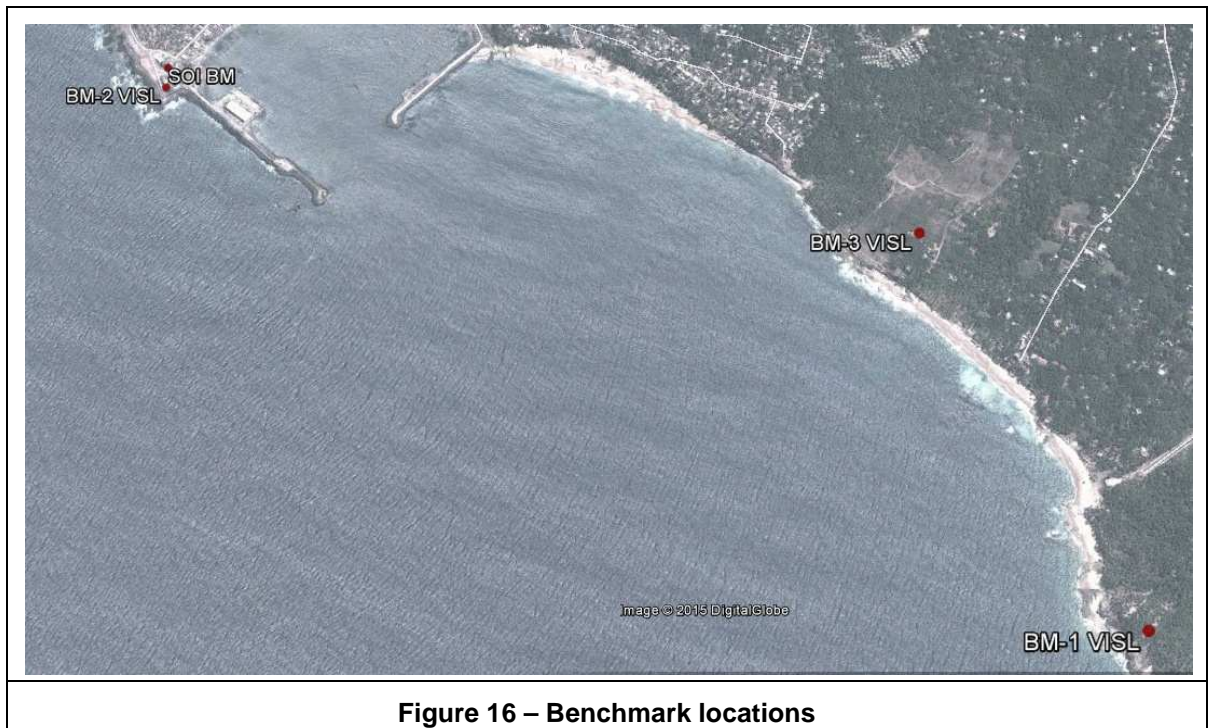 SOI BM
BM-2 VISL
BM-3 VISL
Image © 2015 DigitalGlobe
BM-1 VISL
Figure 16 – Benchmark locations